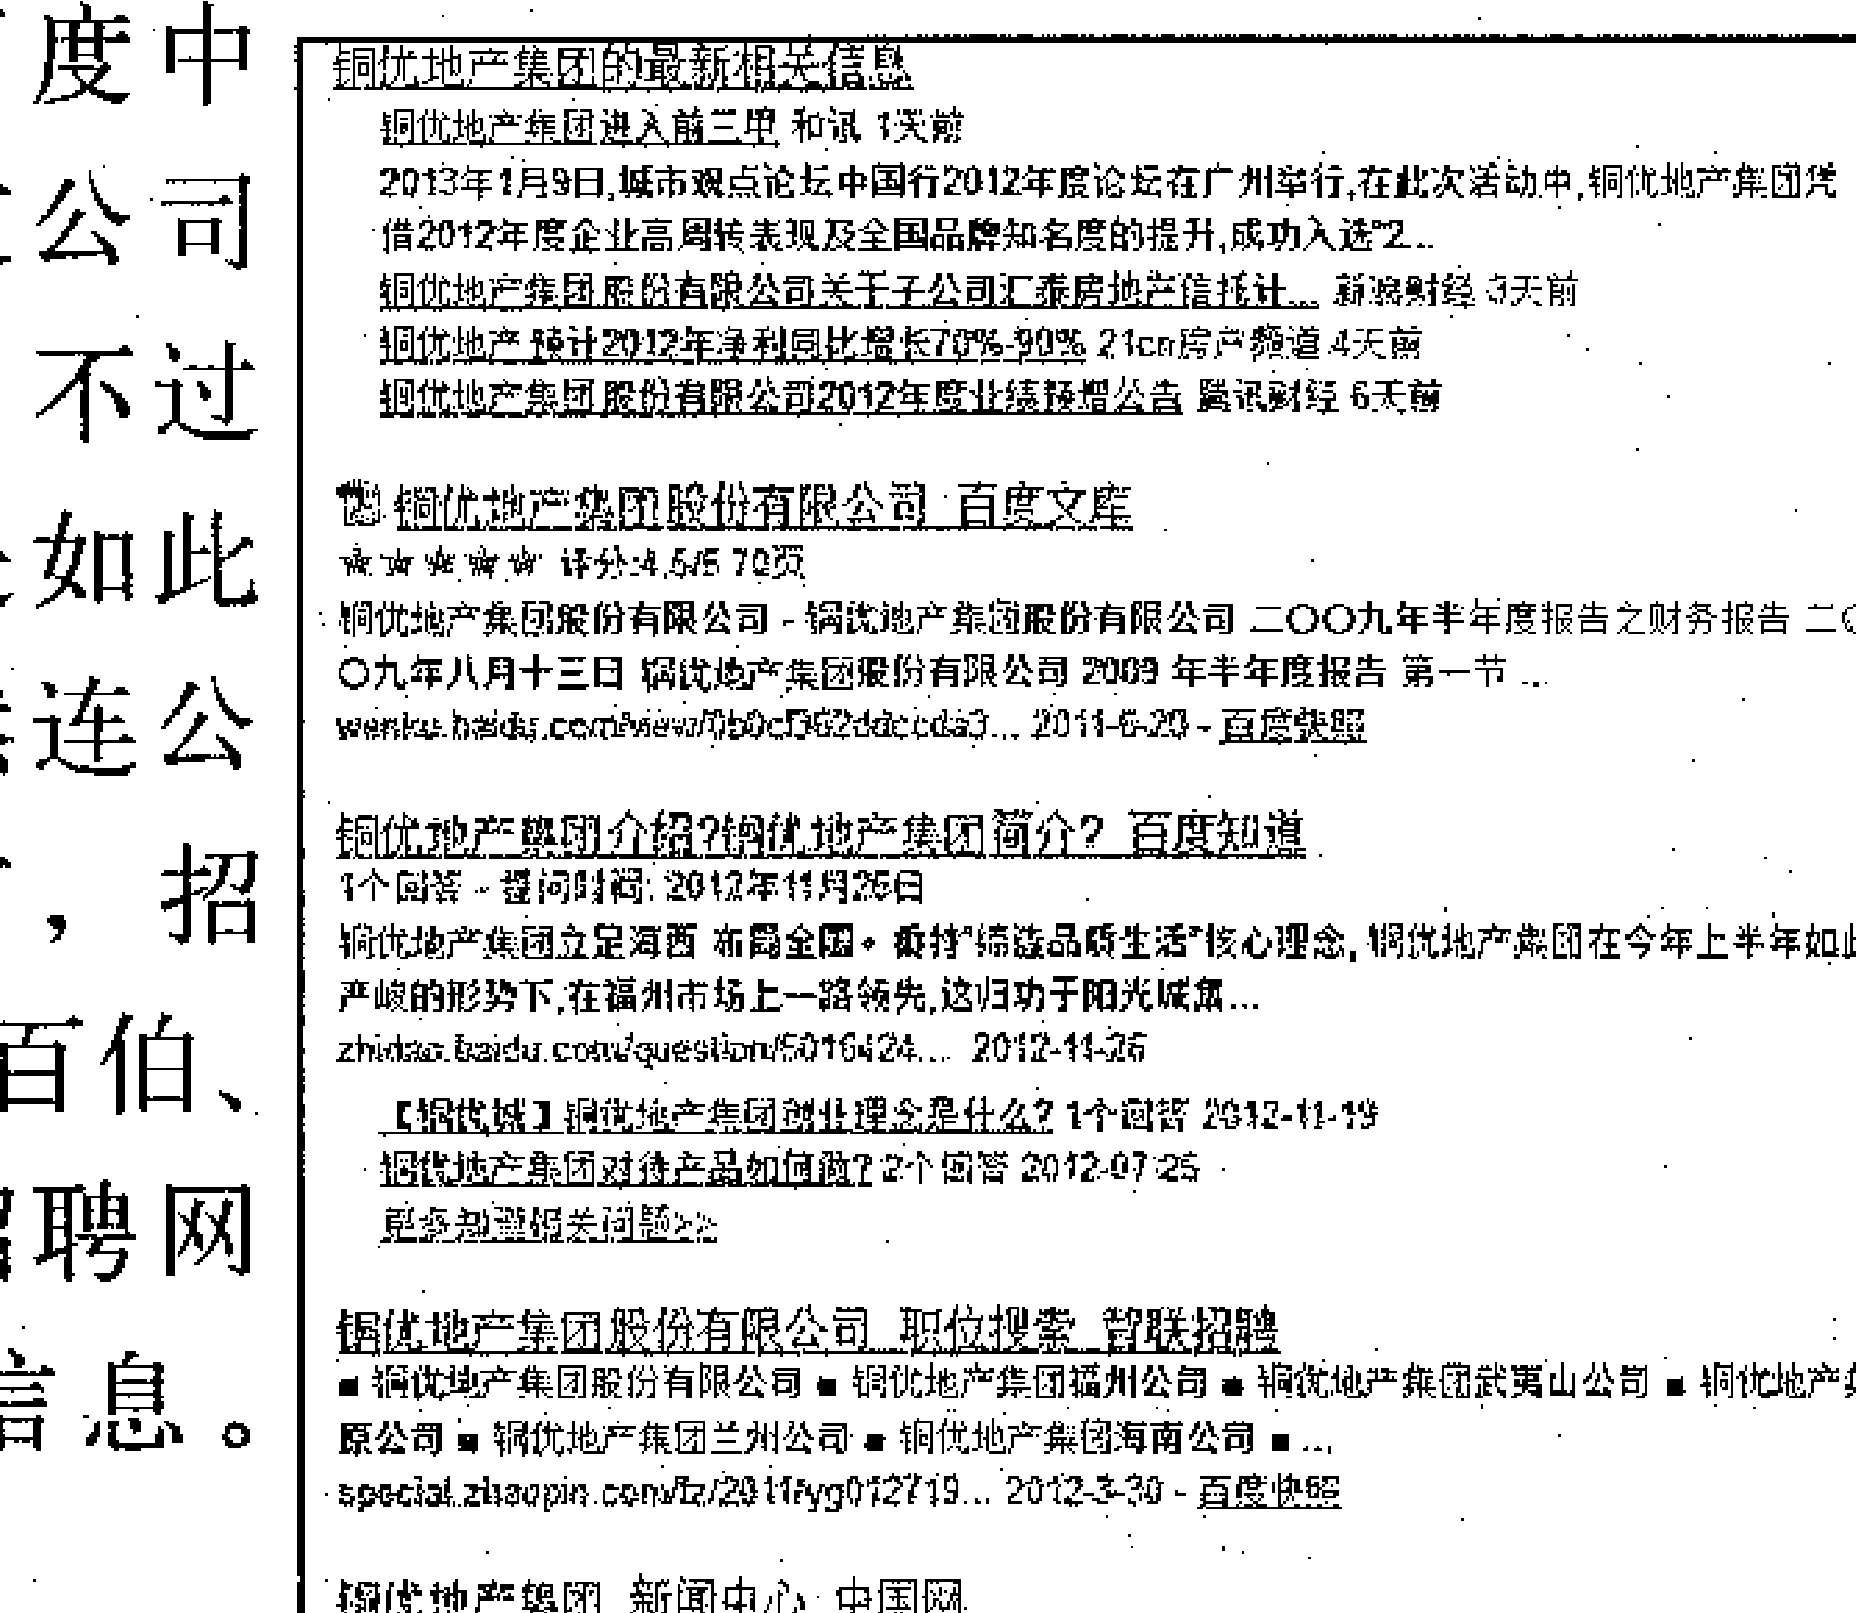 度中
公司
不过
如此
连公
，招
百伯、
聘网
信息。
铜优地产集团的最新相关信息
铜优地产集团进入前三甲 和讯 1天前
2013年1月9日,城市观点论坛中国行2012年度论坛在广州举行,在此次活动中,铜优地产集团凭
借2012年度企业高周转表现及全国品牌知名度的提升,成功入选“2...
铜优地产集团股份有限公司关于子公司汇泰房地产信托计... 新浪财经 3天前
铜优地产预计2012年净利同比增长70%-90% 21cn房产频道 4天前
铜优地产集团股份有限公司2012年度业绩预增公告 腾讯财经 6天前
铜优地产集团股份有限公司 百度文库
评分:4.5/5 70页
铜优地产集团股份有限公司 - 铜优地产集团股份有限公司 二〇〇九年半年度报告之财务报告 二〇
〇九年八月十三日 铜优地产集团股份有限公司 2009 年半年度报告 第一节 ...
2011-6-20 - 百度快照
铜优地产集团介绍?铜优地产集团简介? 百度知道
1个回答 - 提问时间: 2012年11月26日
铜优地产集团立足海西 布局全国。秉持“缔造品质生活”核心理念, 铜优地产集团在今年上半年如此
严峻的形势下,在福州市场上一路领先,这归功于阳光城集...
zhidao.baidu.com/question/5016424... 2012-11-26
【铜优城】铜优地产集团创业理念是什么? 1个回答 2012-11-19
铜优地产集团对待产品如何做? 2个回答 2012-07-25
更多知道相关问题>>
铜优地产集团股份有限公司_职位搜索_智联招聘
■ 铜优地产集团股份有限公司 ■ 铜优地产集团福州公司 ■ 铜优地产集团武夷山公司 ■ 铜优地产集
原公司 ■ 铜优地产集团兰州公司 ■ 铜优地产集团海南公司 ■ ...
special.zhaopin.com/fz/2011/yg012719... 2012-3-30 - 百度快照
铜优地产集团 新闻中心 中国网